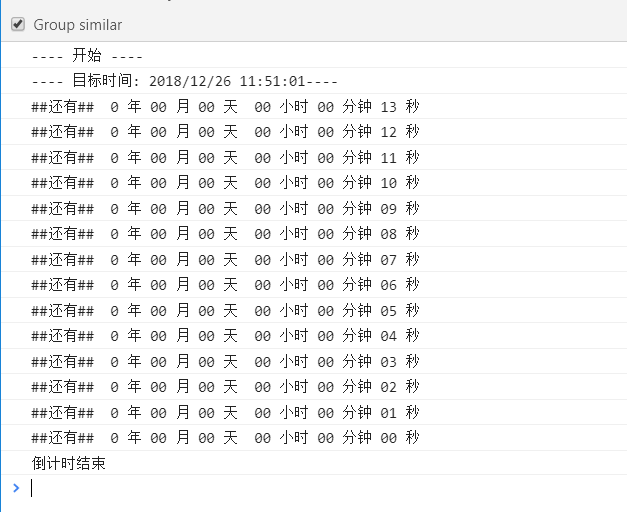 Group similar
---- 开始 ----
---- 目标时间: 2018/12/26 11:51:01----
##还有##  0 年 00 月 00 天  00 小时 00 分钟 13 秒
##还有##  0 年 00 月 00 天  00 小时 00 分钟 12 秒
##还有##  0 年 00 月 00 天  00 小时 00 分钟 11 秒
##还有##  0 年 00 月 00 天  00 小时 00 分钟 10 秒
##还有##  0 年 00 月 00 天  00 小时 00 分钟 09 秒
##还有##  0 年 00 月 00 天  00 小时 00 分钟 08 秒
##还有##  0 年 00 月 00 天  00 小时 00 分钟 07 秒
##还有##  0 年 00 月 00 天  00 小时 00 分钟 06 秒
##还有##  0 年 00 月 00 天  00 小时 00 分钟 05 秒
##还有##  0 年 00 月 00 天  00 小时 00 分钟 04 秒
##还有##  0 年 00 月 00 天  00 小时 00 分钟 03 秒
##还有##  0 年 00 月 00 天  00 小时 00 分钟 02 秒
##还有##  0 年 00 月 00 天  00 小时 00 分钟 01 秒
##还有##  0 年 00 月 00 天  00 小时 00 分钟 00 秒
倒计时结束